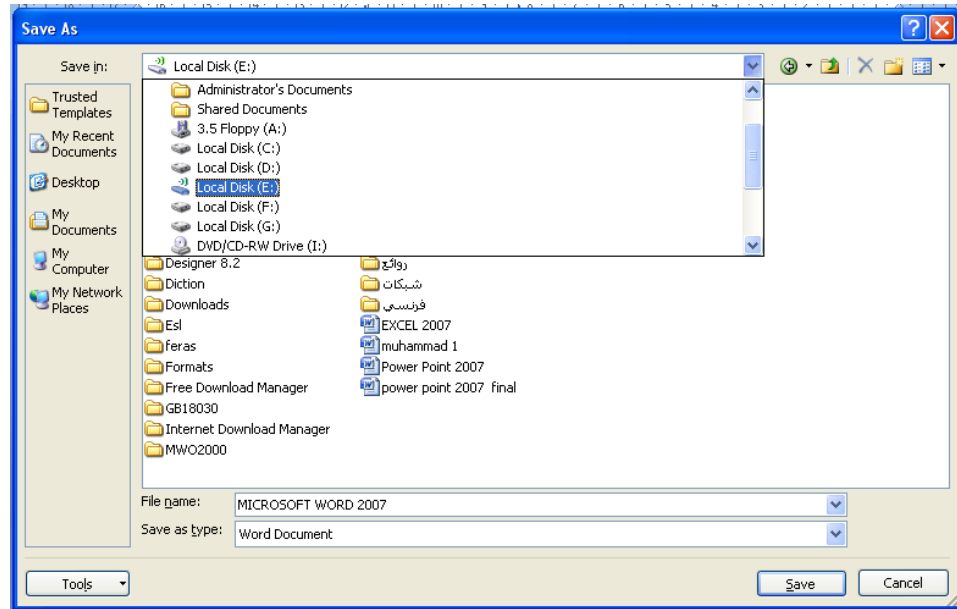 Save As
Save in:
Local Disk (E:)
Trusted
Templates
My Recent
Documents
Desktop
My
Documents
My
Computer
My Network
Places
Administrator's Documents
Shared Documents
3.5 Floppy (A:)
Local Disk (C:)
Local Disk (D:)
Local Disk (E:)
Local Disk (F:)
Local Disk (G:)
DVD/CD-RW Drive (I:)
Designer 8.2
Diction
Downloads
Esl
feras
Formats
Free Download Manager
GB18030
Internet Download Manager
MWO2000
روائع
شبكات
فرنسي
EXCEL 2007
muhammad 1
Power Point 2007
power point 2007 final
File name:
MICROSOFT WORD 2007
Save as type:
Word Document
Tools
Save
Cancel